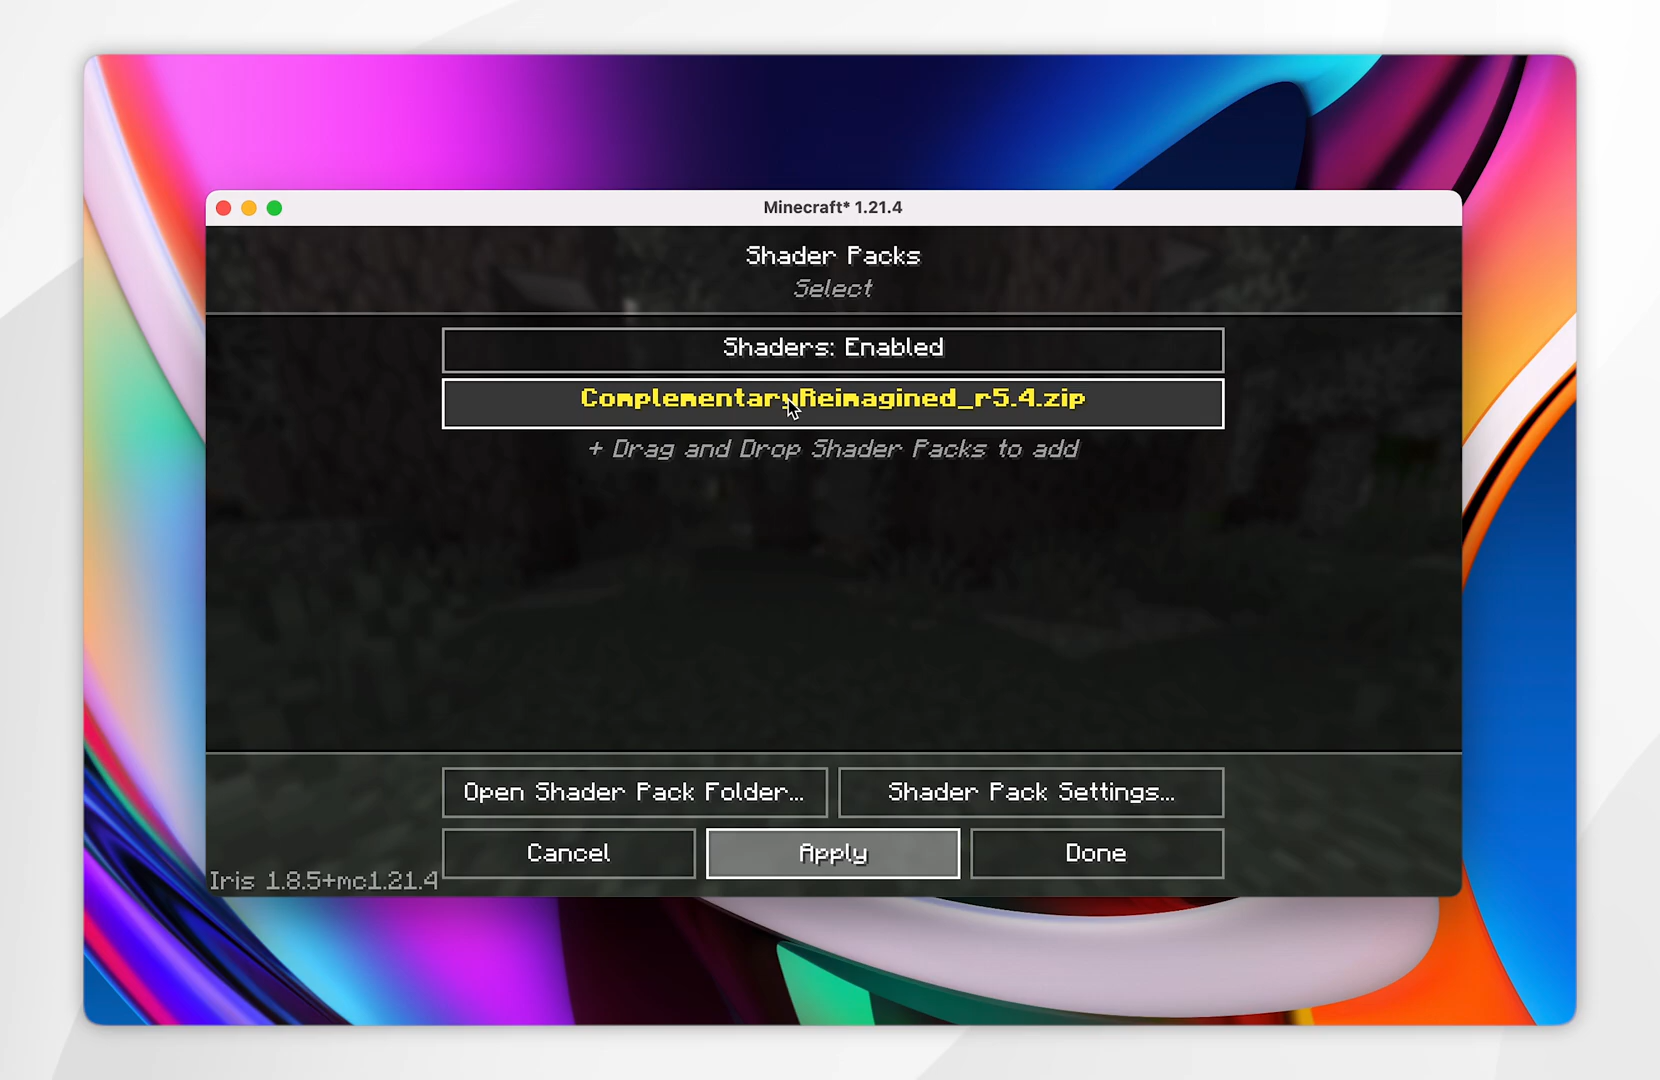 Minecraft* 1.21.4
Shader Packs
Select
Shaders: Enabled
ComplementaryReimagined_r5.4.zip
+ Drag and Drop Shader Packs to add
Open Shader Pack Folder...
Shader Pack Settings...
Cancel
Apply
Done
Iris 1.8.5+mc1.21.4